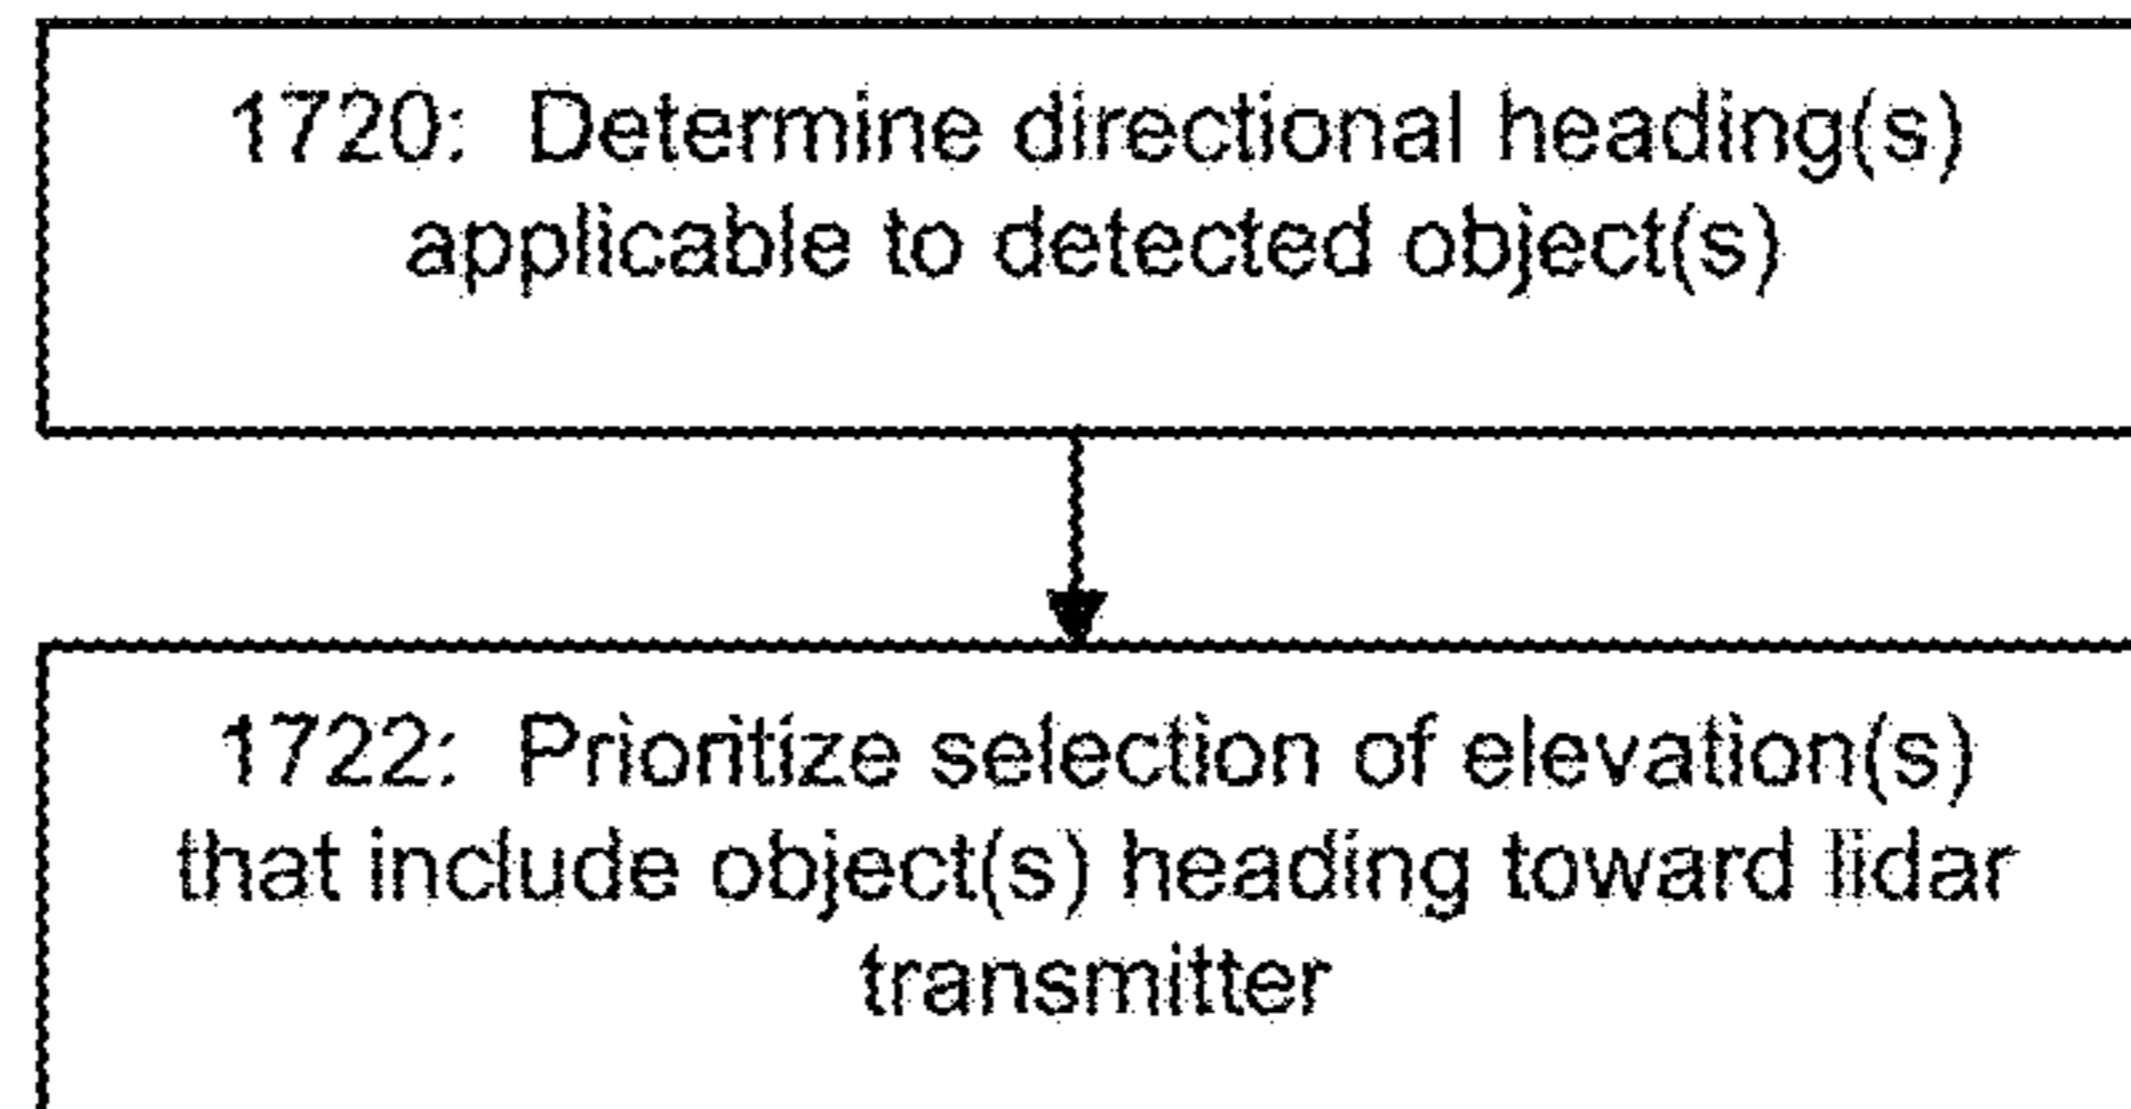 1720: Determine directional heading(s)
applicable to detected object(s)
1722: Prioritize selection of elevation(s)
that include object(s) heading toward lidar
transmitter